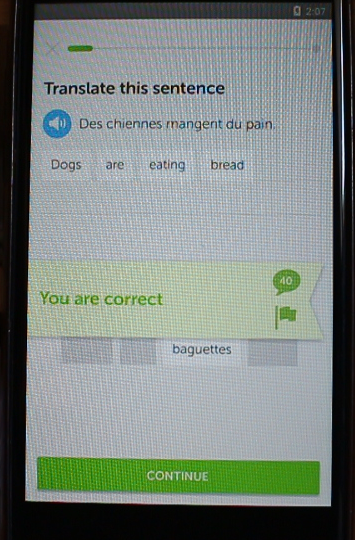 2:07
Translate this sentence
Des chiennes mangent du pain.
Dogs are eating bread
40
You are correct
baguettes
CONTINUE